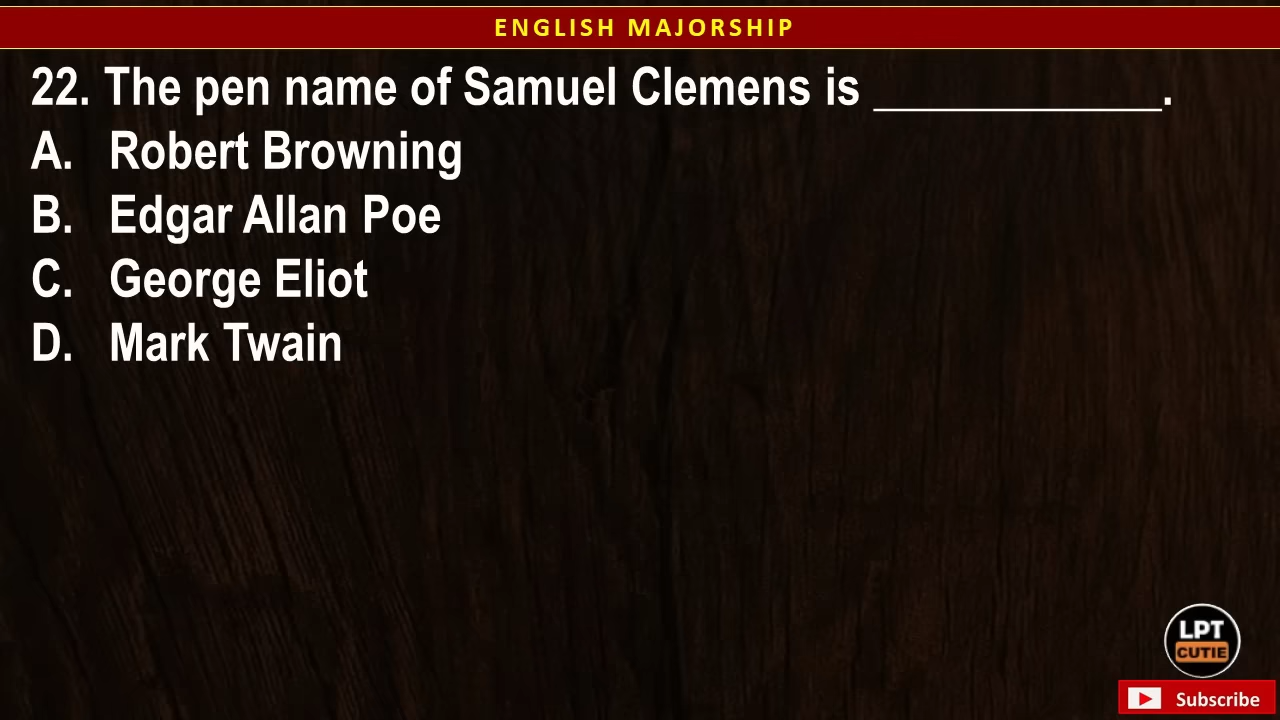 ENGLISH MAJORSHIP
22. The pen name of Samuel Clemens is _____________.
A. Robert Browning
B. Edgar Allan Poe
C. George Eliot
D. Mark Twain
LPT
CUTIE
Subscribe